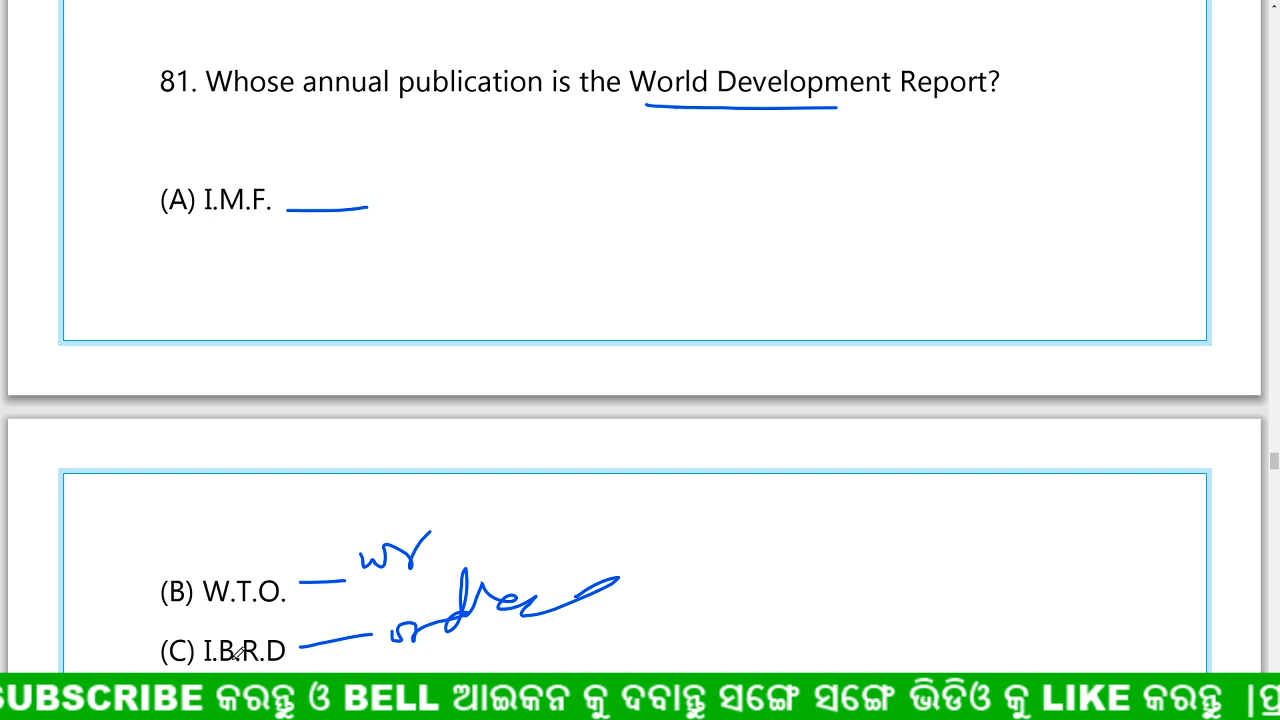 81. Whose annual publication is the World Development Report?
(A) I.M.F.
(B) W.T.O.
(C) I.B.R.D
SUBSCRIBE କରନ୍ତୁ ଓ BELL ଆଇକନ କୁ ଦବାନ୍ତୁ ସଙ୍ଗେ ସଙ୍ଗେ ଭିଡିଓ କୁ LIKE କରନ୍ତୁ |ପ୍ର